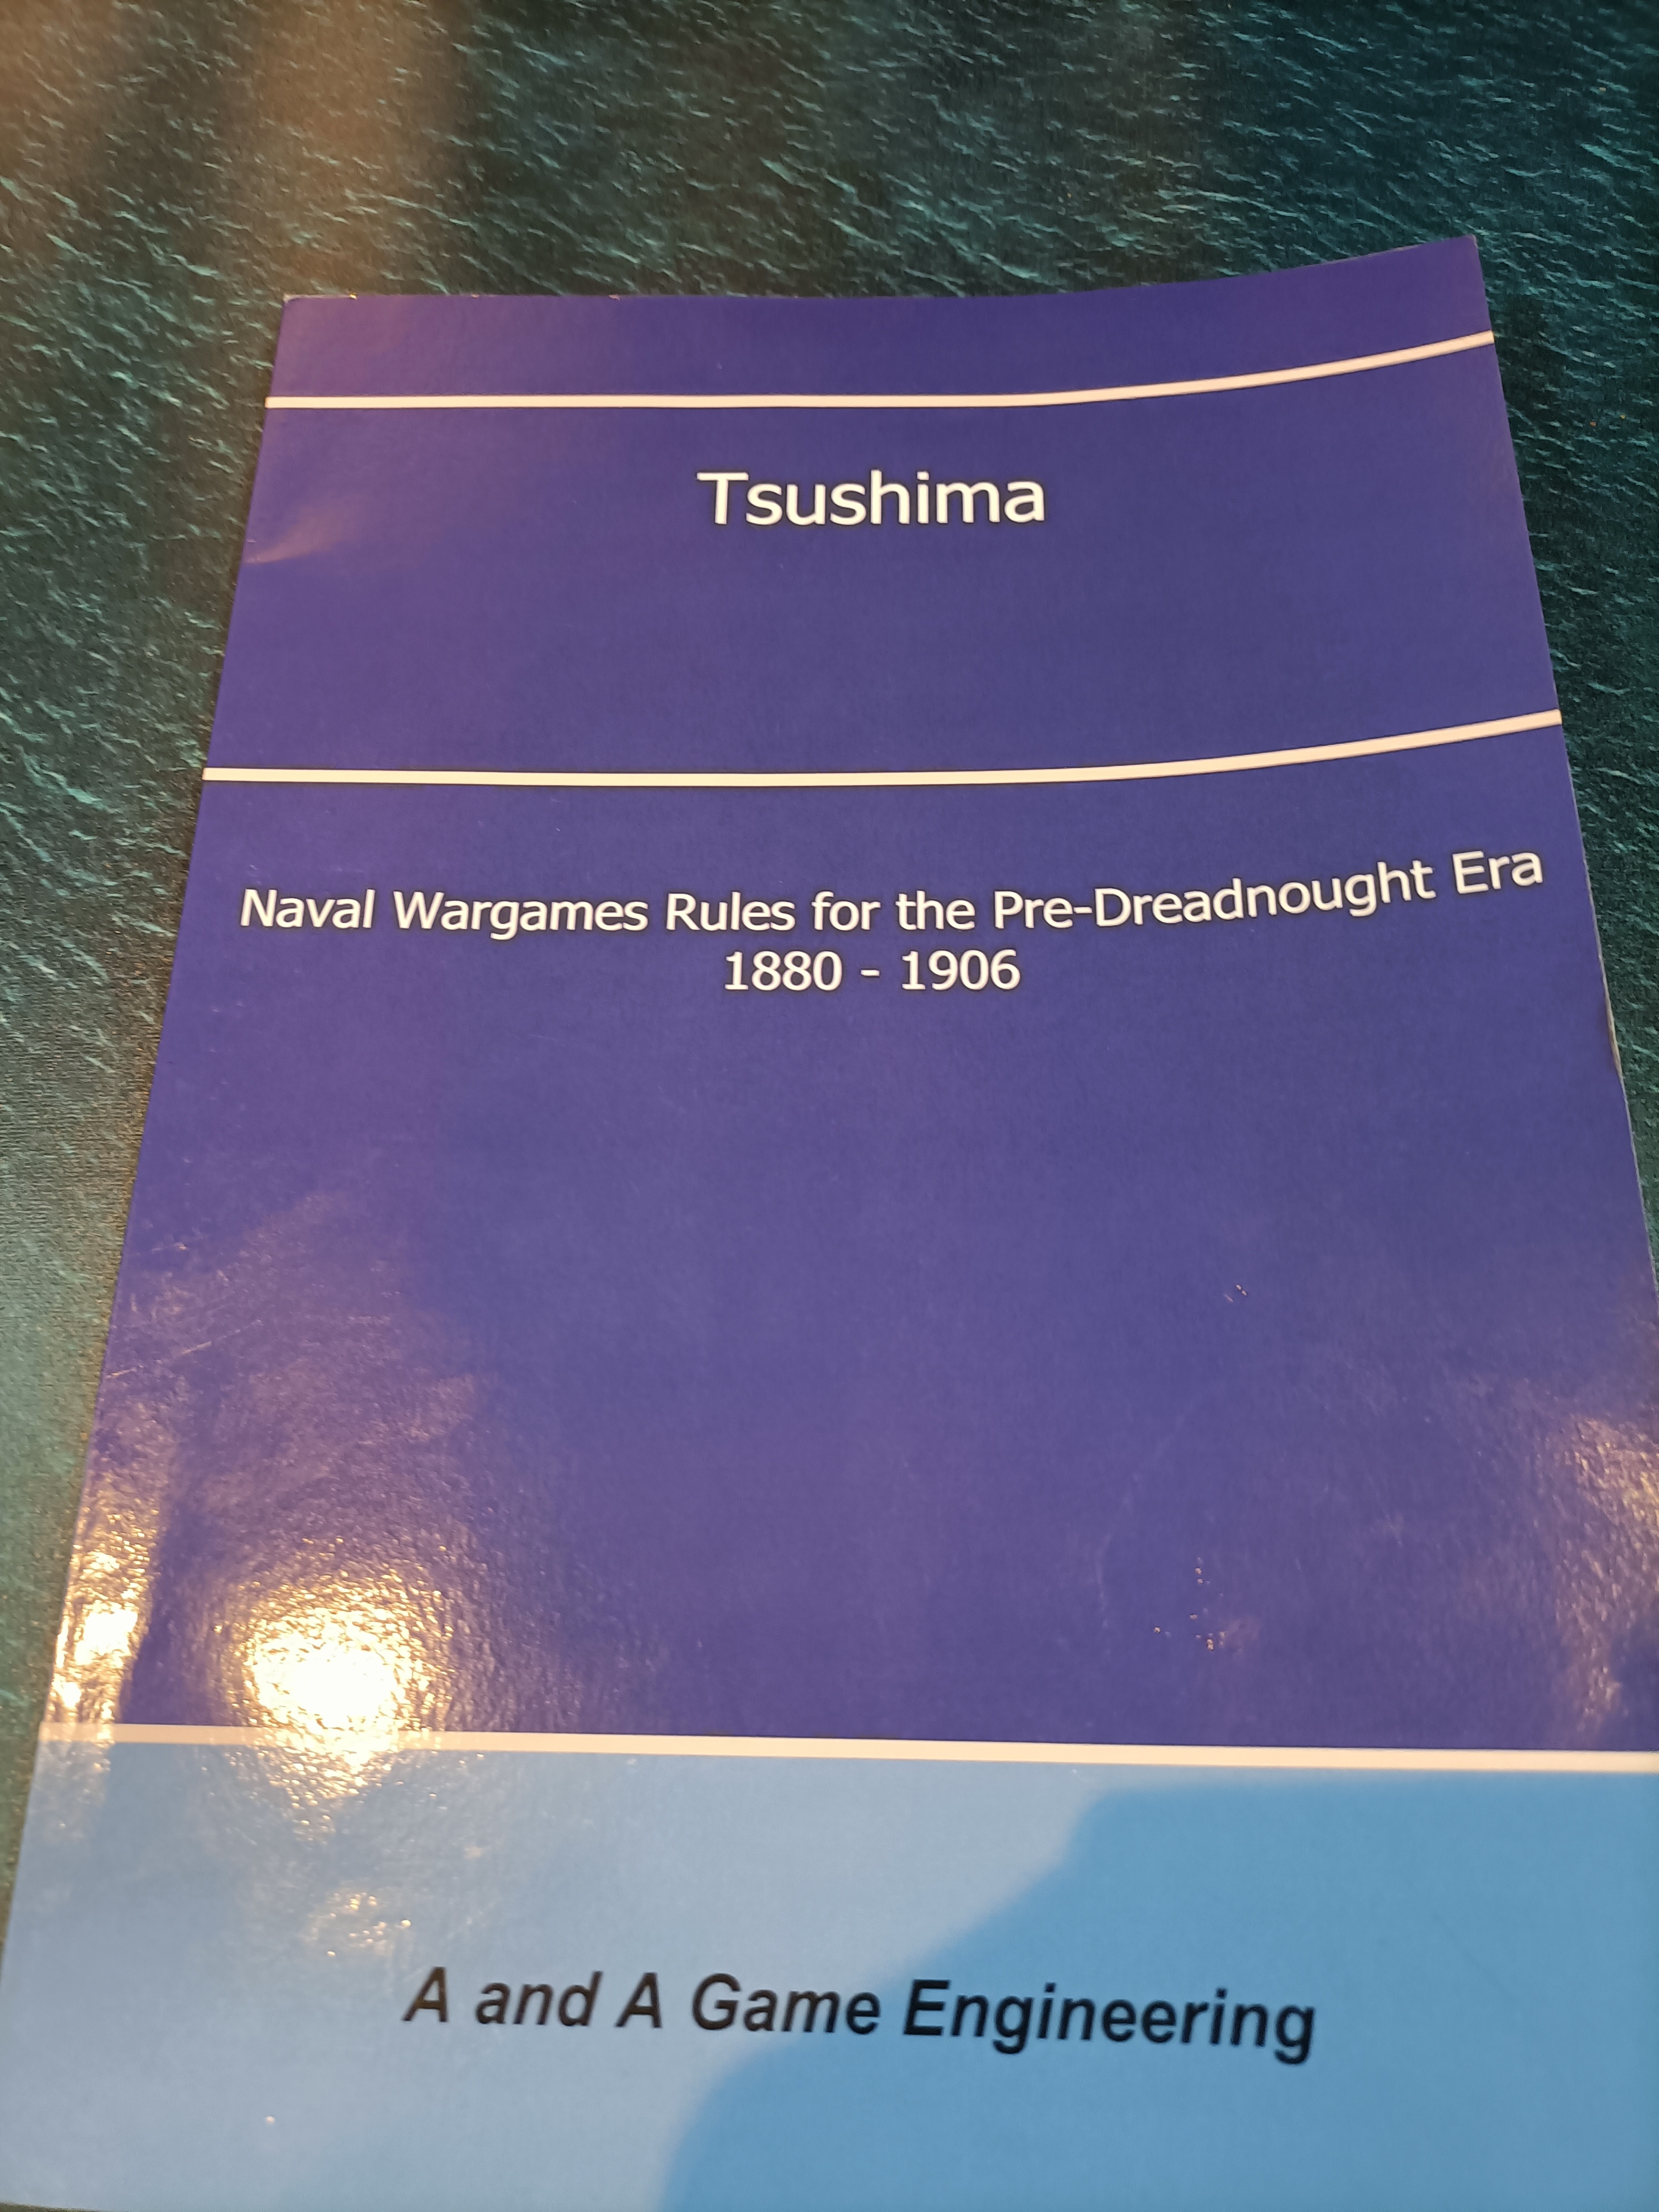 Tsushima
Naval Wargames Rules for the Pre-Dreadnought Era
1880 - 1906
A and A Game Engineering